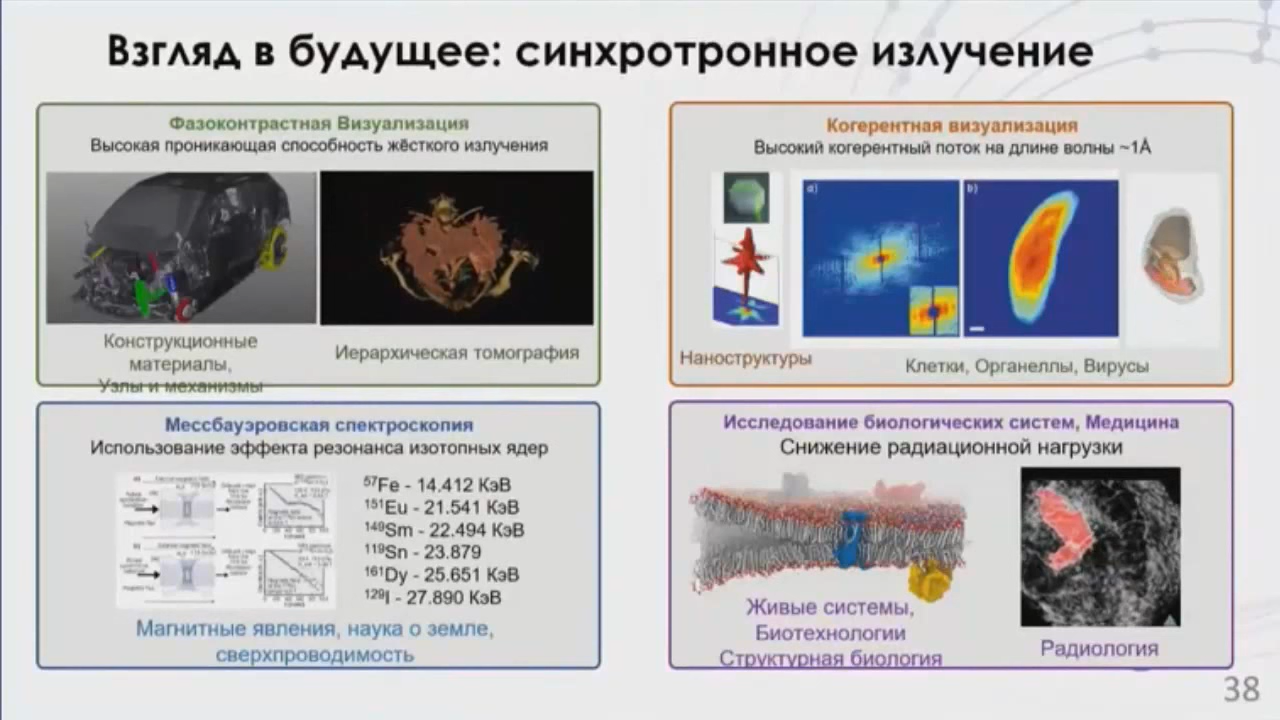 Взгляд в будущее: синхротронное излучение
Фазоконтрастная Визуализация
Высокая проникающая способность жёсткого излучения
Конструкционные
материалы,
Узлы и механизмы
Иерархическая томография
Когерентная визуализация
Высокий когерентный поток на длине волны ~1Å
a)
b)
Наноструктуры
Клетки, Органеллы, Вирусы
Мессбауэровская спектроскопия
Использование эффекта резонанса изотопных ядер
⁵⁷Fe - 14.412 КэВ
¹⁵¹Eu - 21.541 КэВ
¹⁴⁹Sm - 22.494 КэВ
¹¹⁹Sn - 23.879
¹⁶¹Dy - 25.651 КэВ
¹²⁹I - 27.890 КэВ
Магнитные явления, наука о земле,
сверхпроводимость
Исследование биологических систем, Медицина
Снижение радиационной нагрузки
Живые системы,
Биотехнологии
Структурная биология
Радиология
38